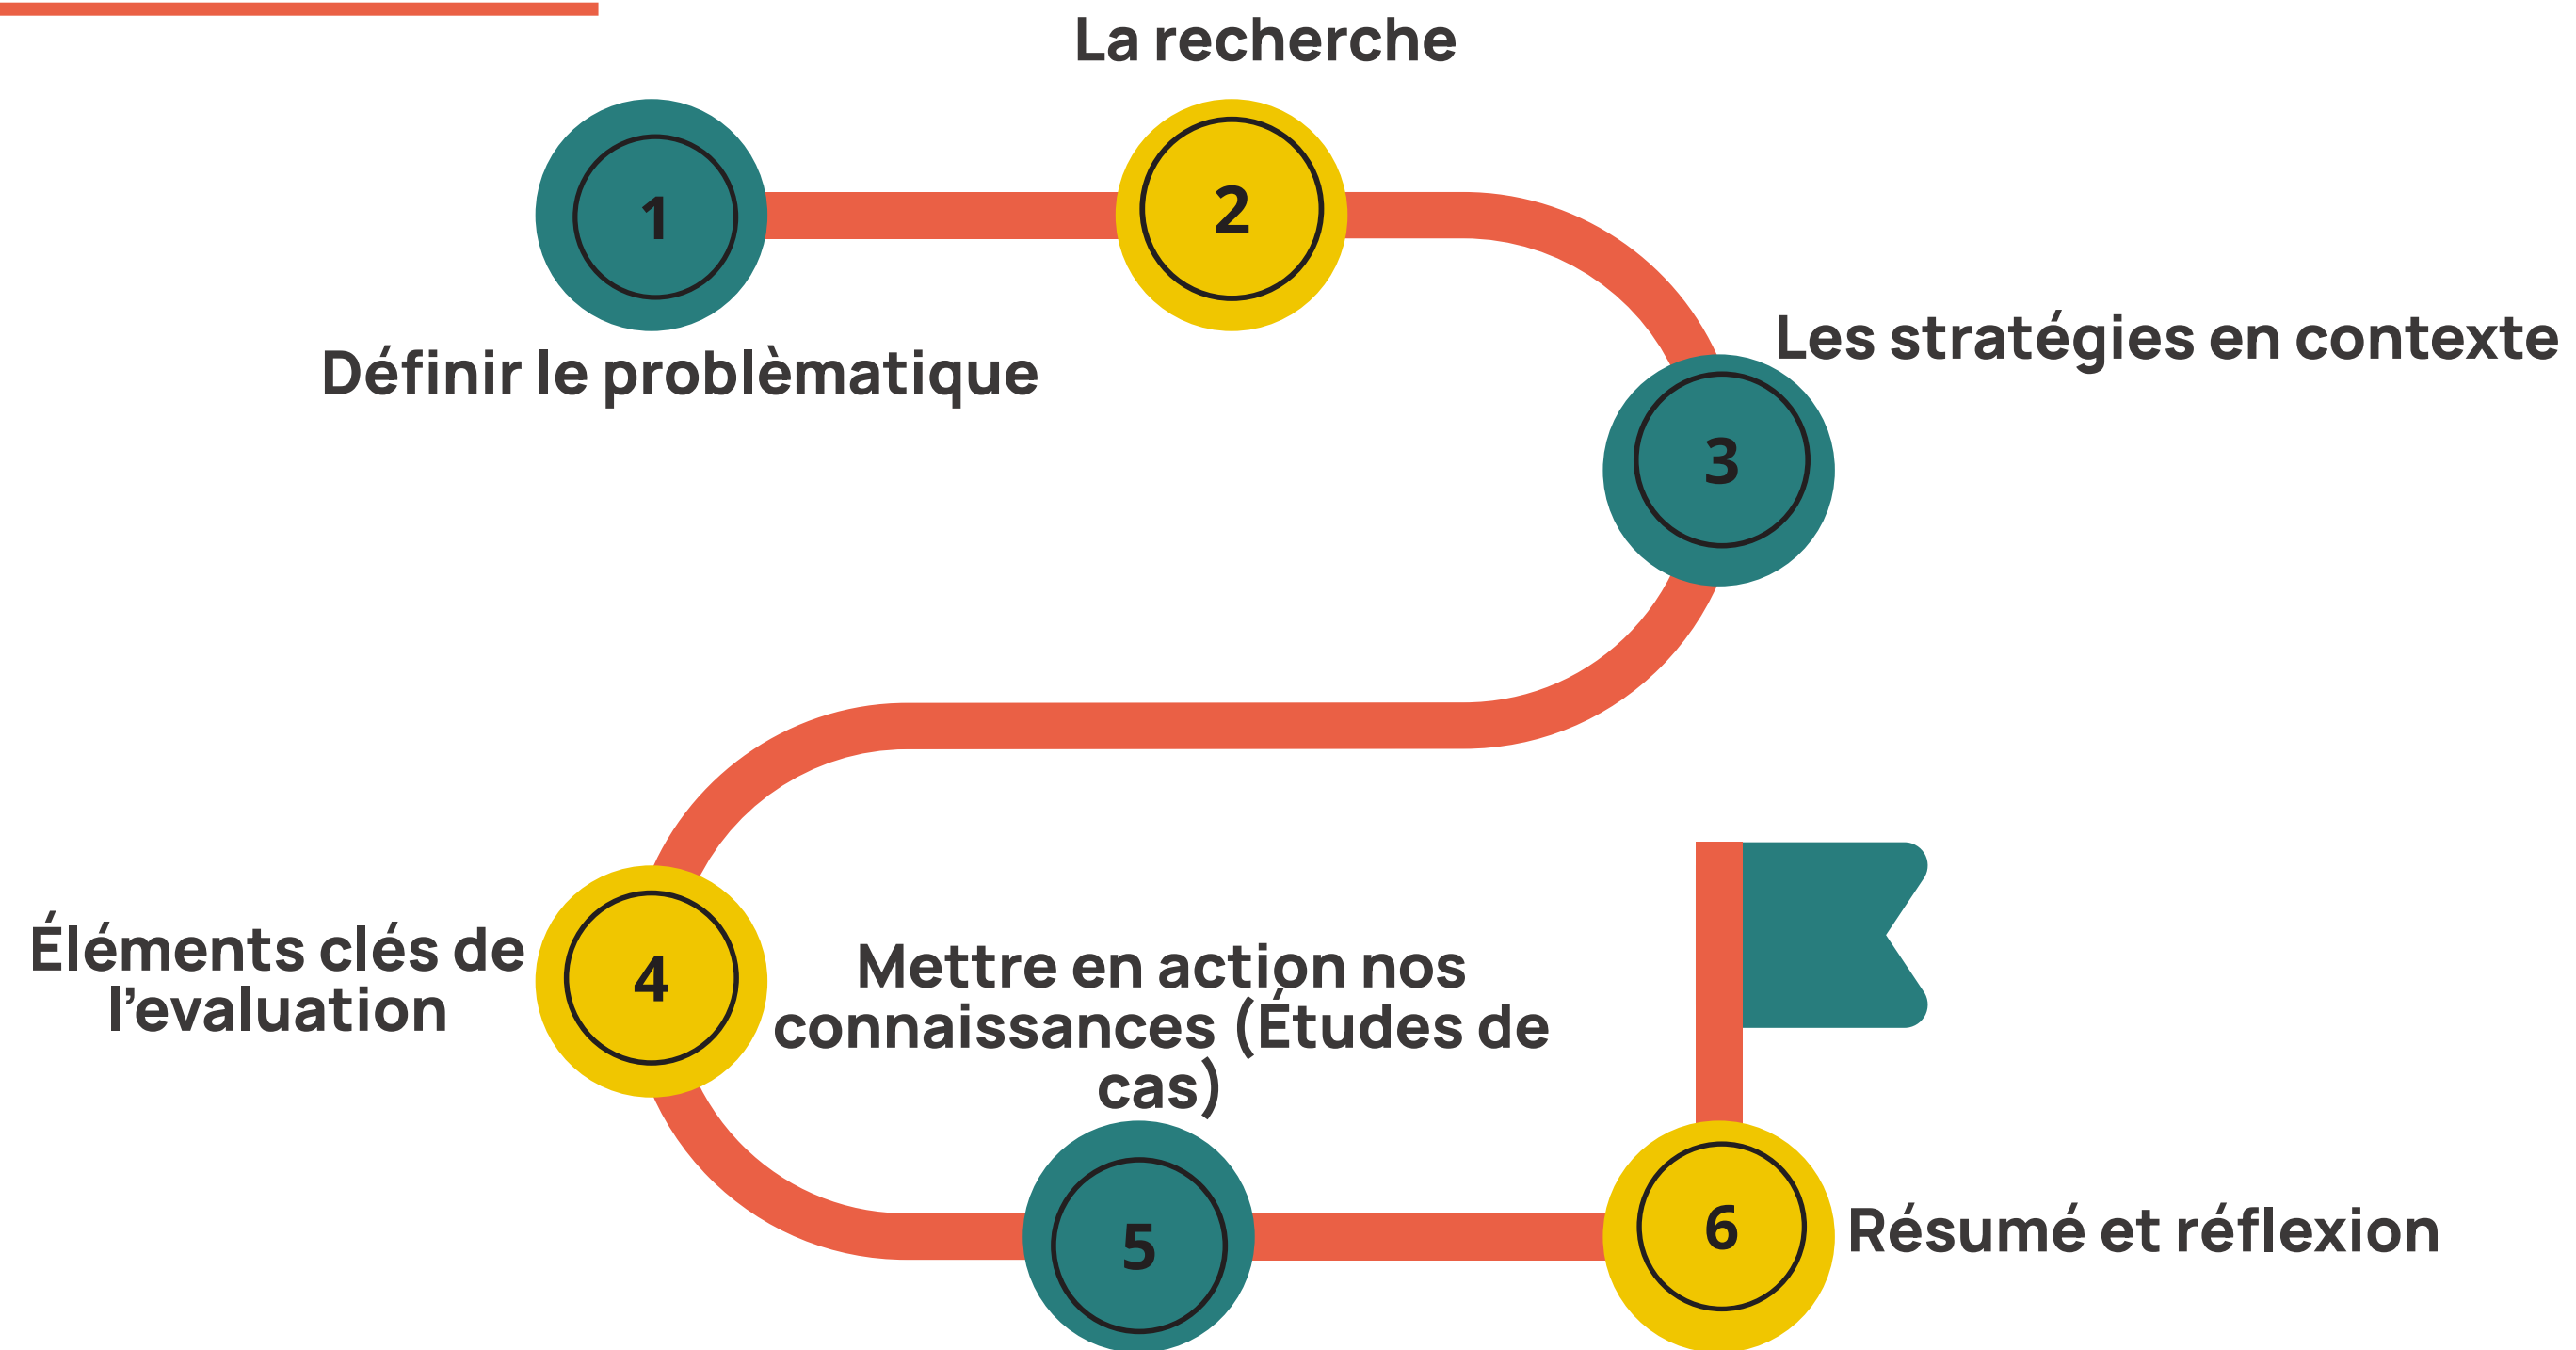 La recherche
1
2
Définir le problèmatique
Les stratégies en contexte
3
Éléments clés de
l'evaluation
4
Mettre en action nos
connaissances (Études de
cas)
5
6
Résumé et réflexion